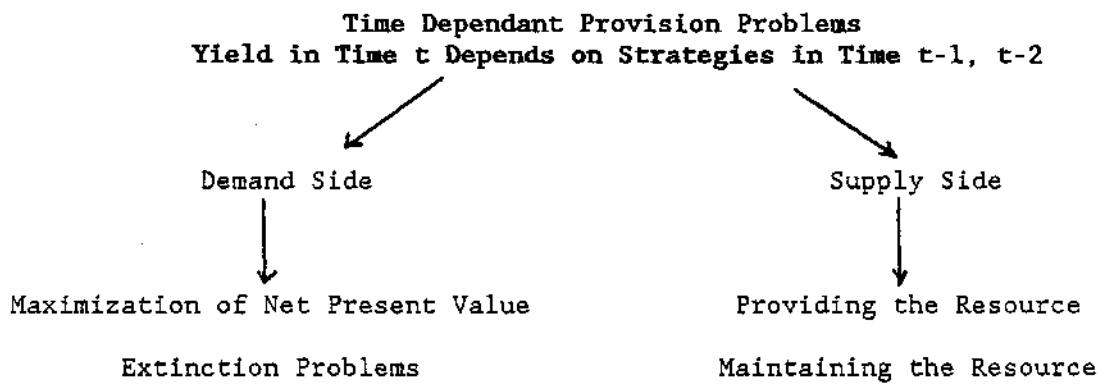 Time Dependant Provision Problems
Yield in Time t Depends on Strategies in Time t-1, t-2
Demand Side
Supply Side
Maximization of Net Present Value
Providing the Resource
Extinction Problems
Maintaining the Resource